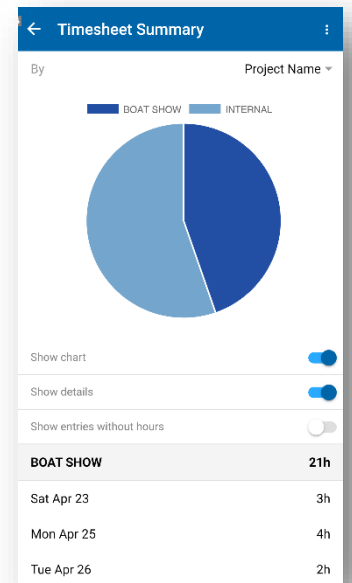 Timesheet Summary
By Project Name
BOAT SHOW INTERNAL
Show chart
Show details
Show entries without hours
BOAT SHOW 21h
Sat Apr 23 3h
Mon Apr 25 4h
Tue Apr 26 2h